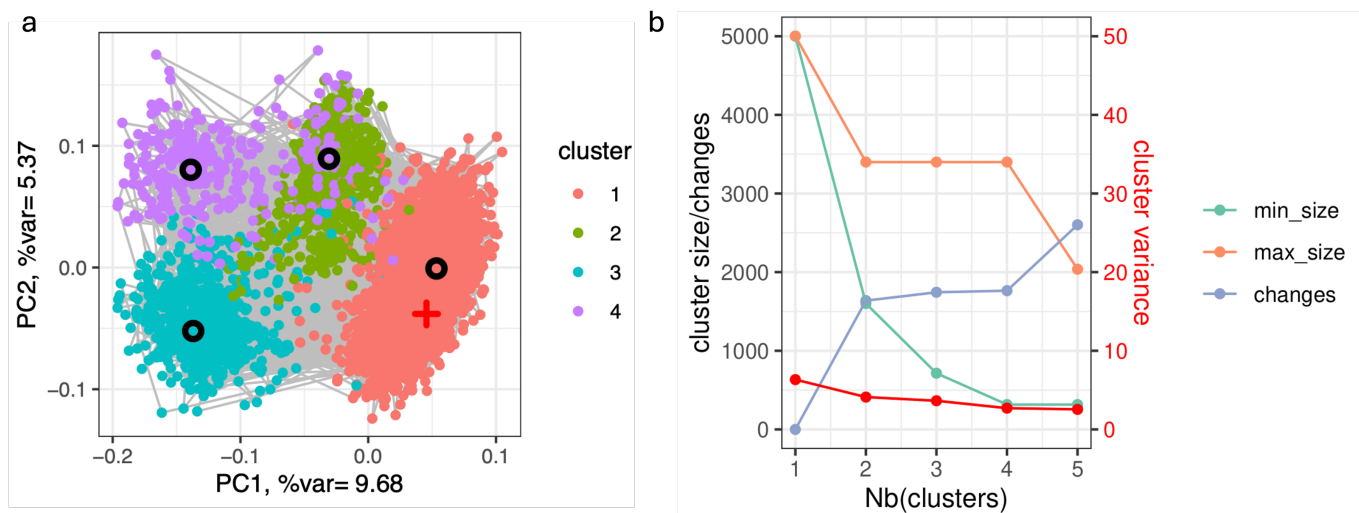 a
PC2, %var= 5.37
0.1
0.0
−0.1
−0.2
−0.1
0.0
0.1
PC1, %var= 9.68
cluster
1
2
3
4
b
cluster size/changes
5000
4000
3000
2000
1000
0
50
40
30
20
10
0
cluster variance
1
2
3
4
5
Nb(clusters)
min_size
max_size
changes